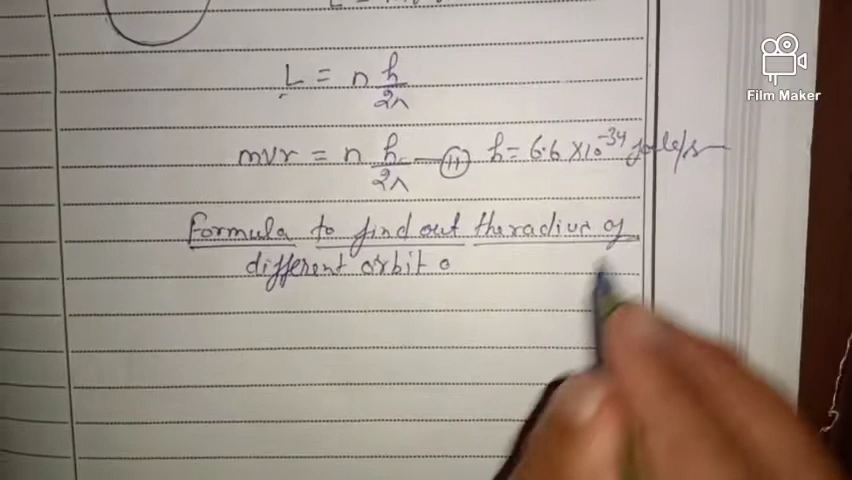 L = n h/2π
mvr = n h/2π — (11) h = 6.6 × 10⁻³⁴ joule/s
Formula to find out the radius of
different orbit o
Film Maker